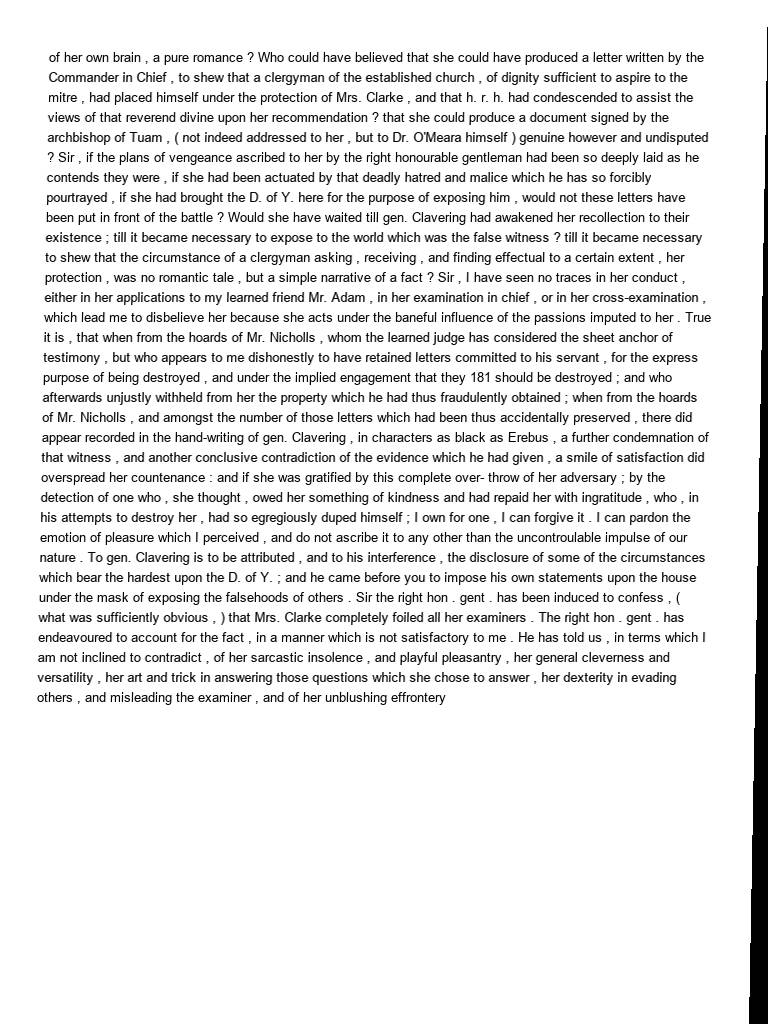 of her own brain , a pure romance ? Who could have believed that she could have produced a letter written by the
Commander in Chief , to shew that a clergyman of the established church , of dignity sufficient to aspire to the
mitre , had placed himself under the protection of Mrs. Clarke , and that h. r. h. had condescended to assist the
views of that reverend divine upon her recommendation ? that she could produce a document signed by the
archbishop of Tuam , ( not indeed addressed to her , but to Dr. O'Meara himself ) genuine however and undisputed
? Sir , if the plans of vengeance ascribed to her by the right honourable gentleman had been so deeply laid as he
contends they were , if she had been actuated by that deadly hatred and malice which he has so forcibly
pourtrayed , if she had brought the D. of Y. here for the purpose of exposing him , would not these letters have
been put in front of the battle ? Would she have waited till gen. Clavering had awakened her recollection to their
existence ; till it became necessary to expose to the world which was the false witness ? till it became necessary
to shew that the circumstance of a clergyman asking , receiving , and finding effectual to a certain extent , her
protection , was no romantic tale , but a simple narrative of a fact ? Sir , I have seen no traces in her conduct ,
either in her applications to my learned friend Mr. Adam , in her examination in chief , or in her cross-examination ,
which lead me to disbelieve her because she acts under the baneful influence of the passions imputed to her . True
it is , that when from the hoards of Mr. Nicholls , whom the learned judge has considered the sheet anchor of
testimony , but who appears to me dishonestly to have retained letters committed to his servant , for the express
purpose of being destroyed , and under the implied engagement that they 181 should be destroyed ; and who
afterwards unjustly withheld from her the property which he had thus fraudulently obtained ; when from the hoards
of Mr. Nicholls , and amongst the number of those letters which had been thus accidentally preserved , there did
appear recorded in the hand-writing of gen. Clavering , in characters as black as Erebus , a further condemnation of
that witness , and another conclusive contradiction of the evidence which he had given , a smile of satisfaction did
overspread her countenance : and if she was gratified by this complete over- throw of her adversary ; by the
detection of one who , she thought , owed her something of kindness and had repaid her with ingratitude , who , in
his attempts to destroy her , had so egregiously duped himself ; I own for one , I can forgive it . I can pardon the
emotion of pleasure which I perceived , and do not ascribe it to any other than the uncontroulable impulse of our
nature . To gen. Clavering is to be attributed , and to his interference , the disclosure of some of the circumstances
which bear the hardest upon the D. of Y. ; and he came before you to impose his own statements upon the house
under the mask of exposing the falsehoods of others . Sir the right hon . gent . has been induced to confess , (
what was sufficiently obvious , ) that Mrs. Clarke completely foiled all her examiners . The right hon . gent . has
endeavoured to account for the fact , in a manner which is not satisfactory to me . He has told us , in terms which I
am not inclined to contradict , of her sarcastic insolence , and playful pleasantry , her general cleverness and
versatility , her art and trick in answering those questions which she chose to answer , her dexterity in evading
others , and misleading the examiner , and of her unblushing effrontery